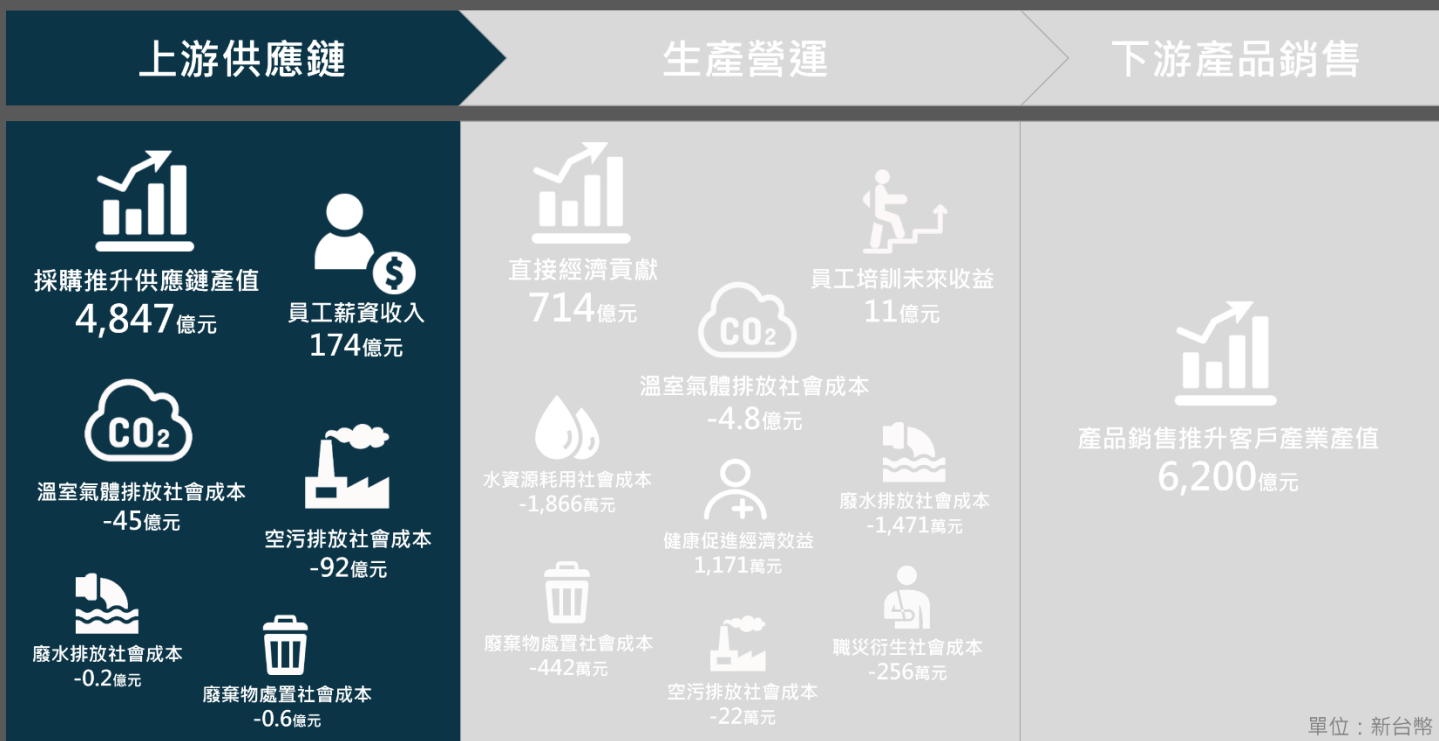 上游供應鏈
生產營運
下游產品銷售
採購推升供應鏈產值
4,847億元
員工薪資收入
174億元
CO2
溫室氣體排放社會成本
-45億元
空污排放社會成本
-92億元
廢水排放社會成本
-0.2億元
廢棄物處置社會成本
-0.6億元
直接經濟貢獻
714億元
員工培訓未來收益
11億元
CO2
溫室氣體排放社會成本
-4.8億元
水資源耗用社會成本
-1,866萬元
廢水排放社會成本
-1,471萬元
健康促進經濟效益
1,171萬元
廢棄物處置社會成本
-442萬元
職災衍生社會成本
-256萬元
空污排放社會成本
-22萬元
產品銷售推升客戶產業產值
6,200億元
單位：新台幣